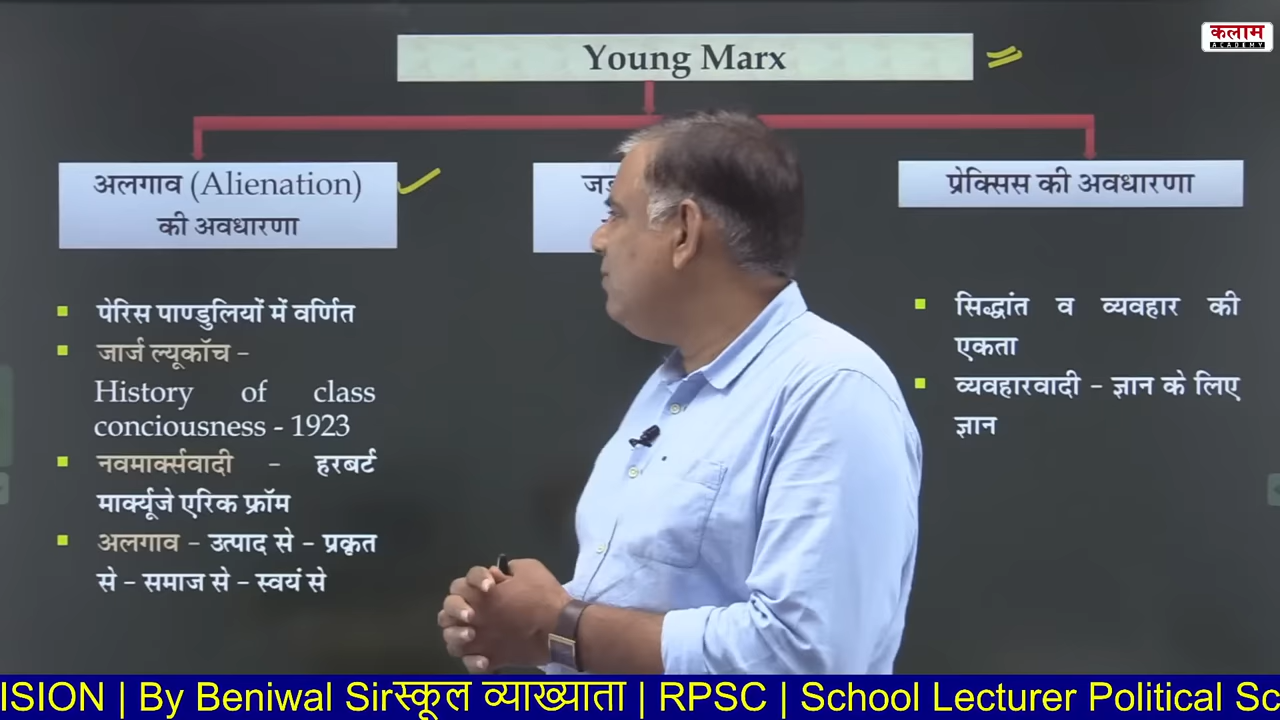 कलाम
ACADEMY
Young Marx
अलगाव (Alienation)
की अवधारणा
पेरिस पाण्डुलियों में वर्णित
जार्ज ल्यूकॉच –
History of class
conciousness - 1923
नवमार्क्सवादी – हरबर्ट
मार्क्यूजे एरिक फ्रॉम
अलगाव – उत्पाद से – प्रकृत
से – समाज से – स्वयं से
प्रेक्सिस की अवधारणा
सिद्धांत व व्यवहार की
एकता
व्यवहारवादी – ज्ञान के लिए
ज्ञान
ISION | By Beniwal Sirस्कूल व्याख्याता | RPSC | School Lecturer Political Sc